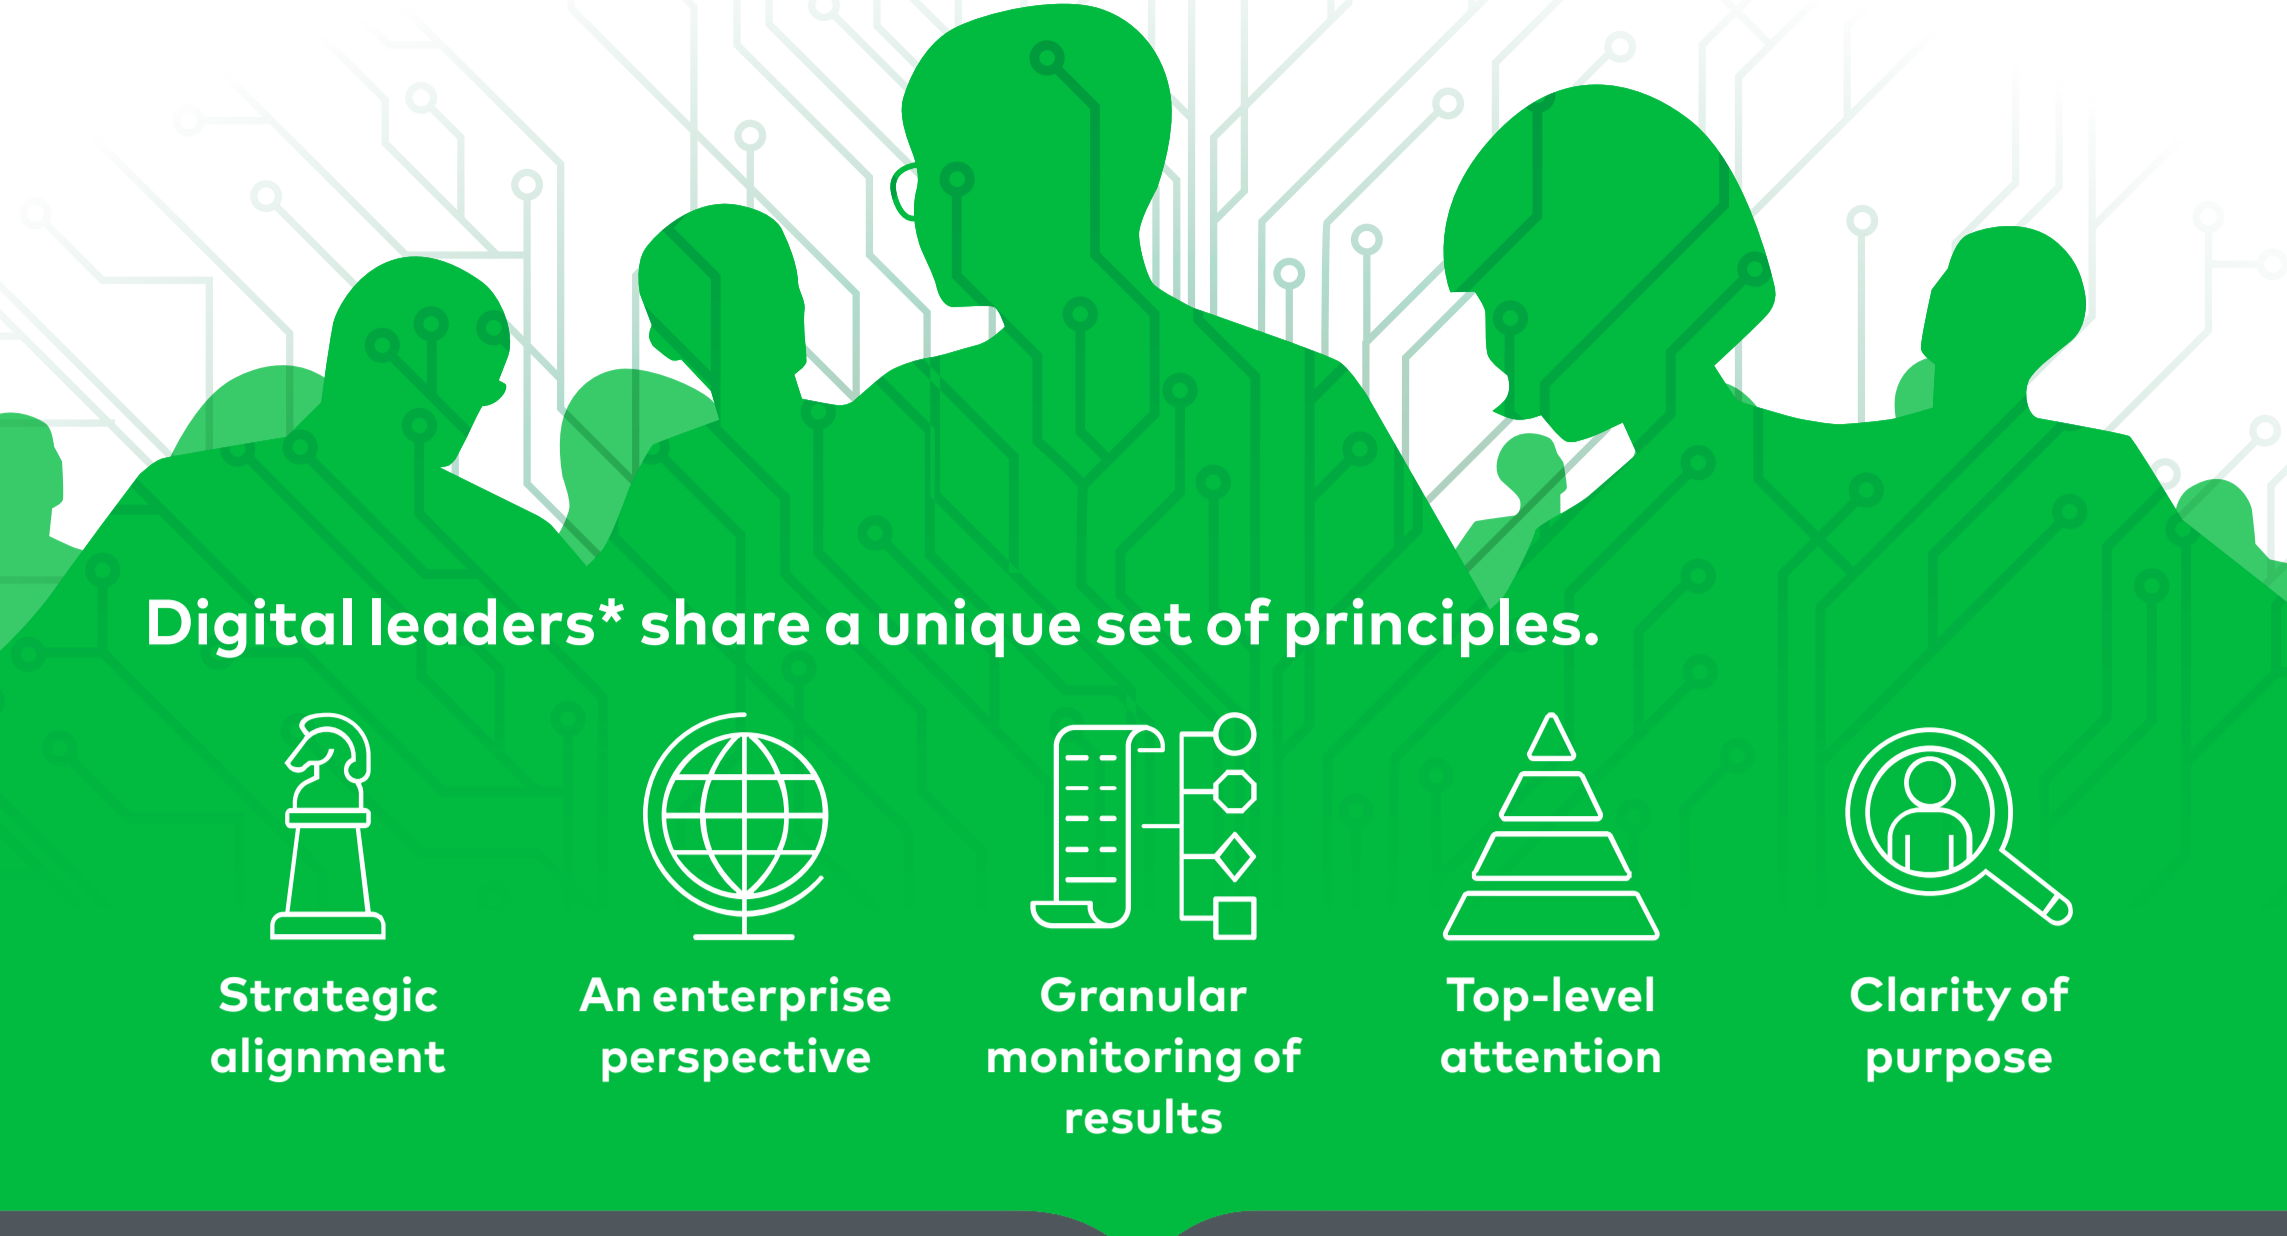 Digital leaders* share a unique set of principles.
Strategic
alignment
An enterprise
perspective
Granular
monitoring of
results
Top-level
attention
Clarity of
purpose